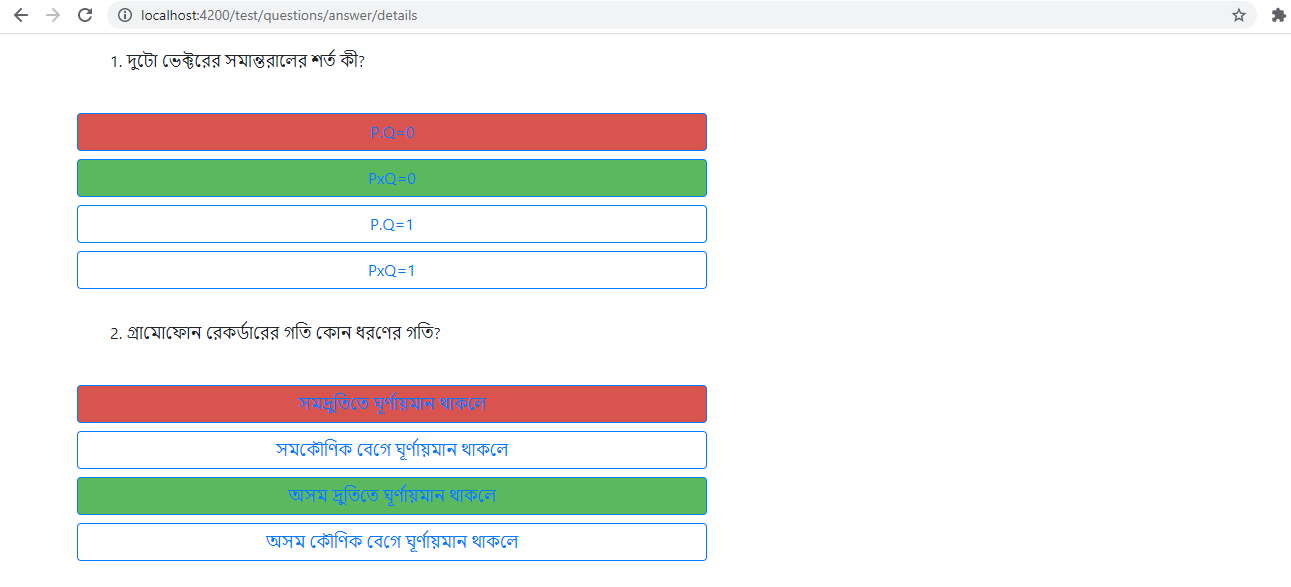 localhost:4200/test/questions/answer/details
1. দুটো ভেক্টরের সমান্তরালের শর্ত কী?
P.Q=0
PxQ=0
P.Q=1
PxQ=1
2. গ্রামোফোন রেকর্ডারের গতি কোন ধরণের গতি?
সমদ্রুতিতে ঘূর্ণায়মান থাকলে
সমকৌণিক বেগে ঘূর্ণায়মান থাকলে
অসম দ্রুতিতে ঘূর্ণায়মান থাকলে
অসম কৌণিক বেগে ঘূর্ণায়মান থাকলে